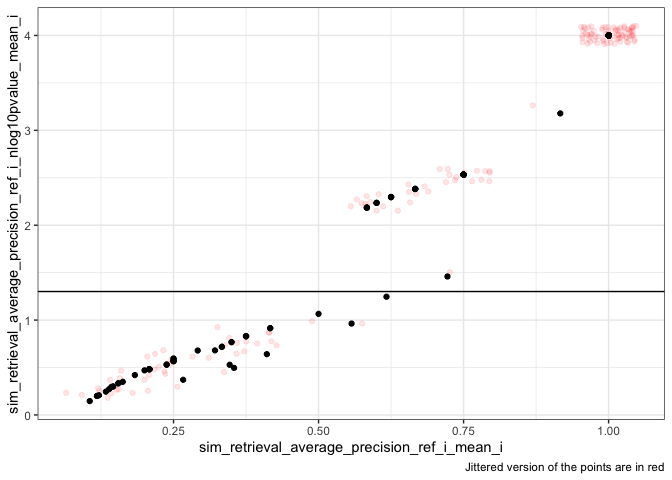 sim_retrieval_average_precision_ref_i_nlog10pvalue_mean_i
4
3
2
1
0
0.25 0.50 0.75 1.00
sim_retrieval_average_precision_ref_i_mean_i
Jittered version of the points are in red